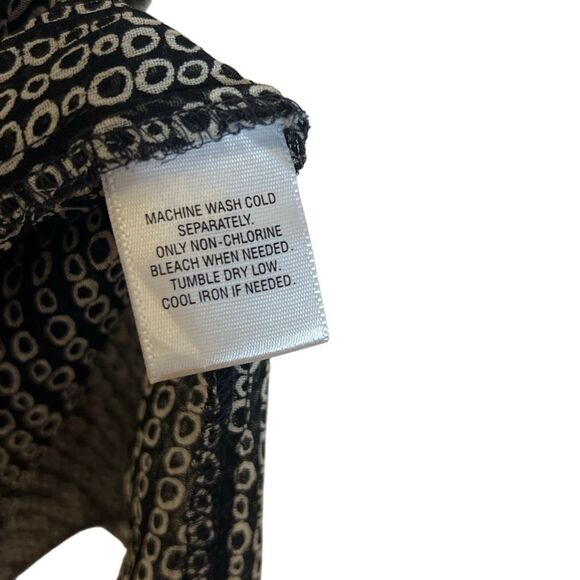 MACHINE WASH COLD
SEPARATELY.
ONLY NON-CHLORINE
BLEACH WHEN NEEDED.
TUMBLE DRY LOW.
COOL IRON IF NEEDED.